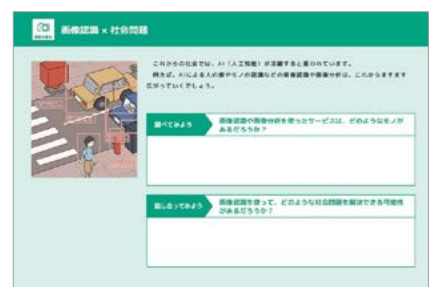 画像認識 × 社会問題
これからの社会では、AI（人工知能）が活躍すると言われています。
例えば、AIによる人の顔やモノの認識などの画像認識や画像分析は、これからますます
広がっていくでしょう。
調べてみよう
画像認識や画像分析を使ったサービスは、どのようなモノが
あるだろうか？
話し合ってみよう
画像認識を使って、どのような社会問題を解決できる可能性
があるだろうか？